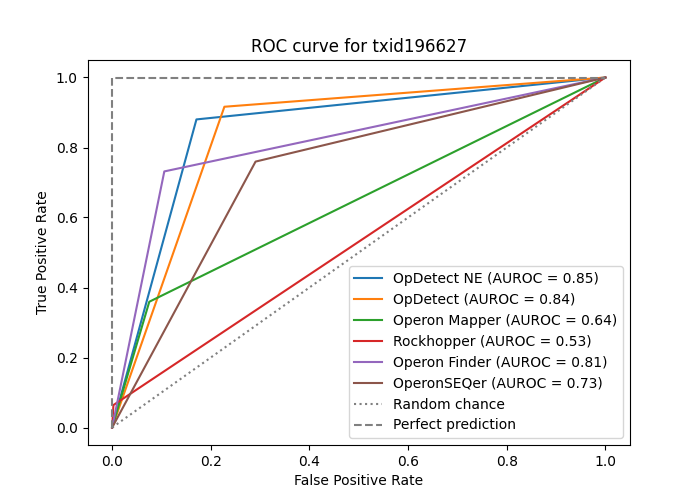 ROC curve for txid196627
True Positive Rate
1.0
0.8
0.6
0.4
0.2
0.0
OpDetect NE (AUROC = 0.85)
OpDetect (AUROC = 0.84)
Operon Mapper (AUROC = 0.64)
Rockhopper (AUROC = 0.53)
Operon Finder (AUROC = 0.81)
OperonSEQer (AUROC = 0.73)
Random chance
Perfect prediction
0.0 0.2 0.4 0.6 0.8 1.0
False Positive Rate